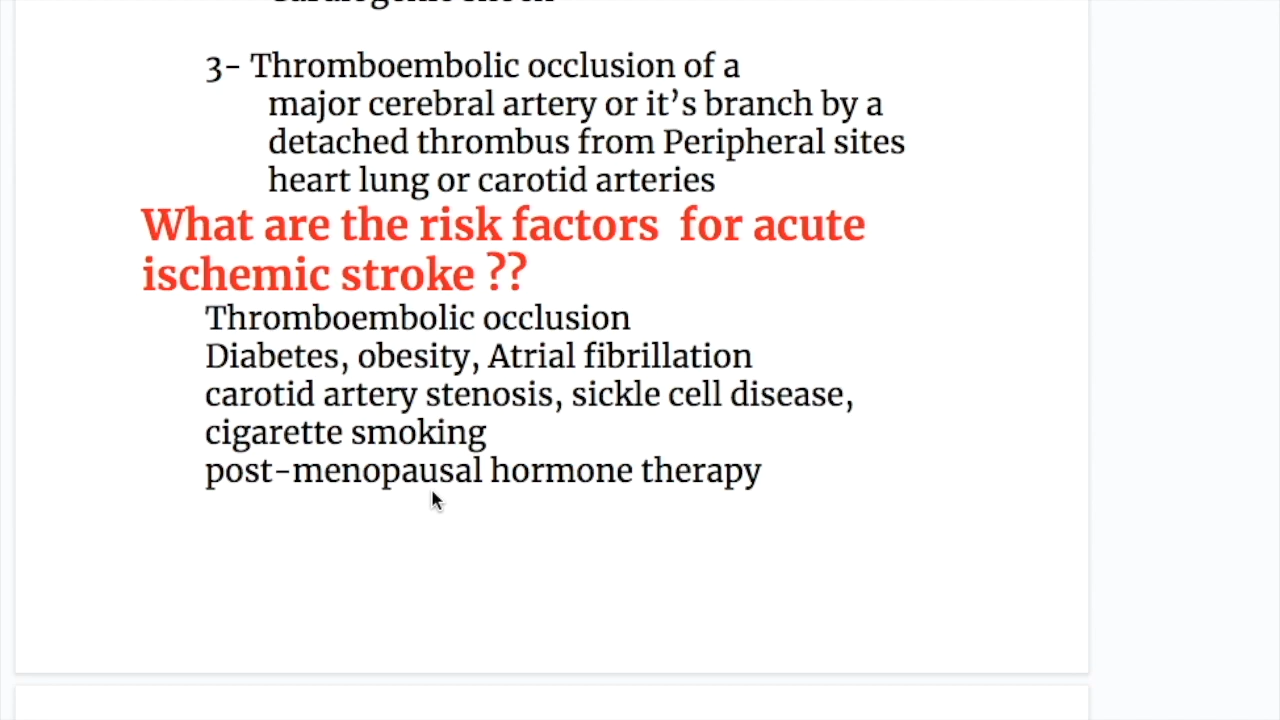 3- Thromboembolic occlusion of a
major cerebral artery or it’s branch by a
detached thrombus from Peripheral sites
heart lung or carotid arteries
What are the risk factors  for acute
ischemic stroke ??
Thromboembolic occlusion
Diabetes, obesity, Atrial fibrillation
carotid artery stenosis, sickle cell disease,
cigarette smoking
post-menopausal hormone therapy